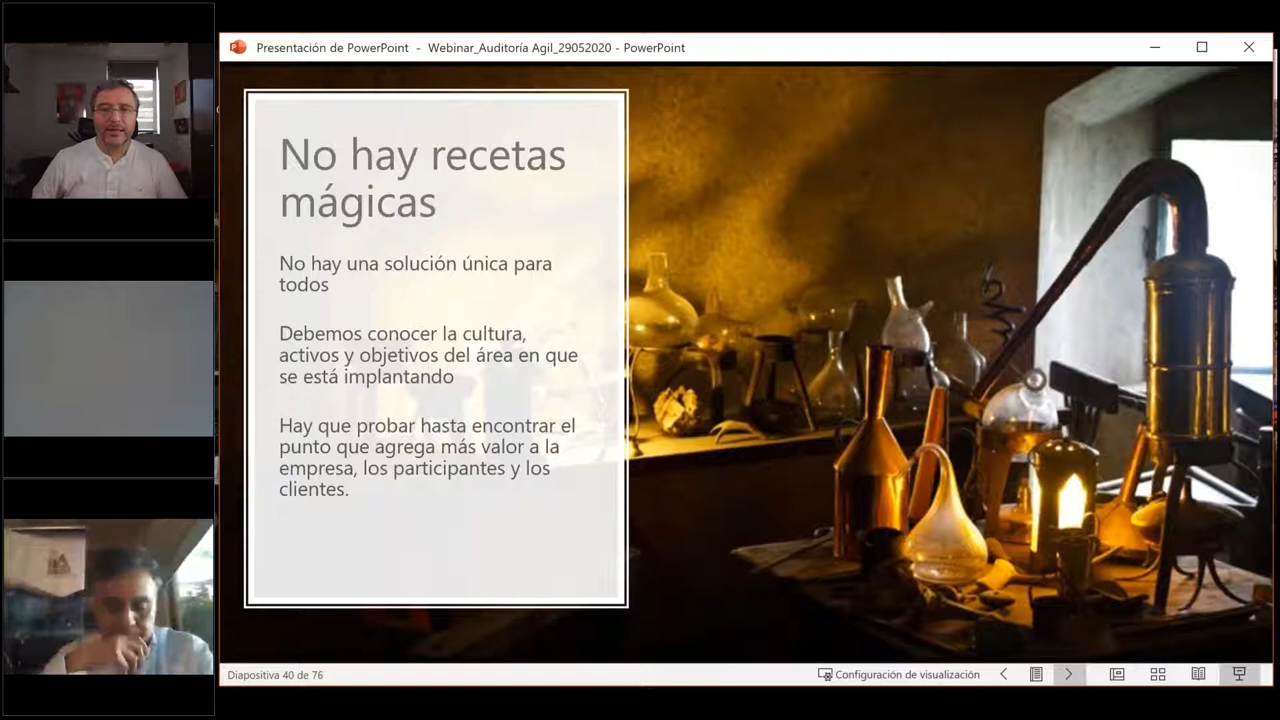 Presentación de PowerPoint - Webinar_Auditoría Agil_29052020 - PowerPoint
No hay recetas
mágicas
No hay una solución única para
todos
Debemos conocer la cultura,
activos y objetivos del área en que
se está implantando
Hay que probar hasta encontrar el
punto que agrega más valor a la
empresa, los participantes y los
clientes.
Diapositiva 40 de 76
Configuración de visualización